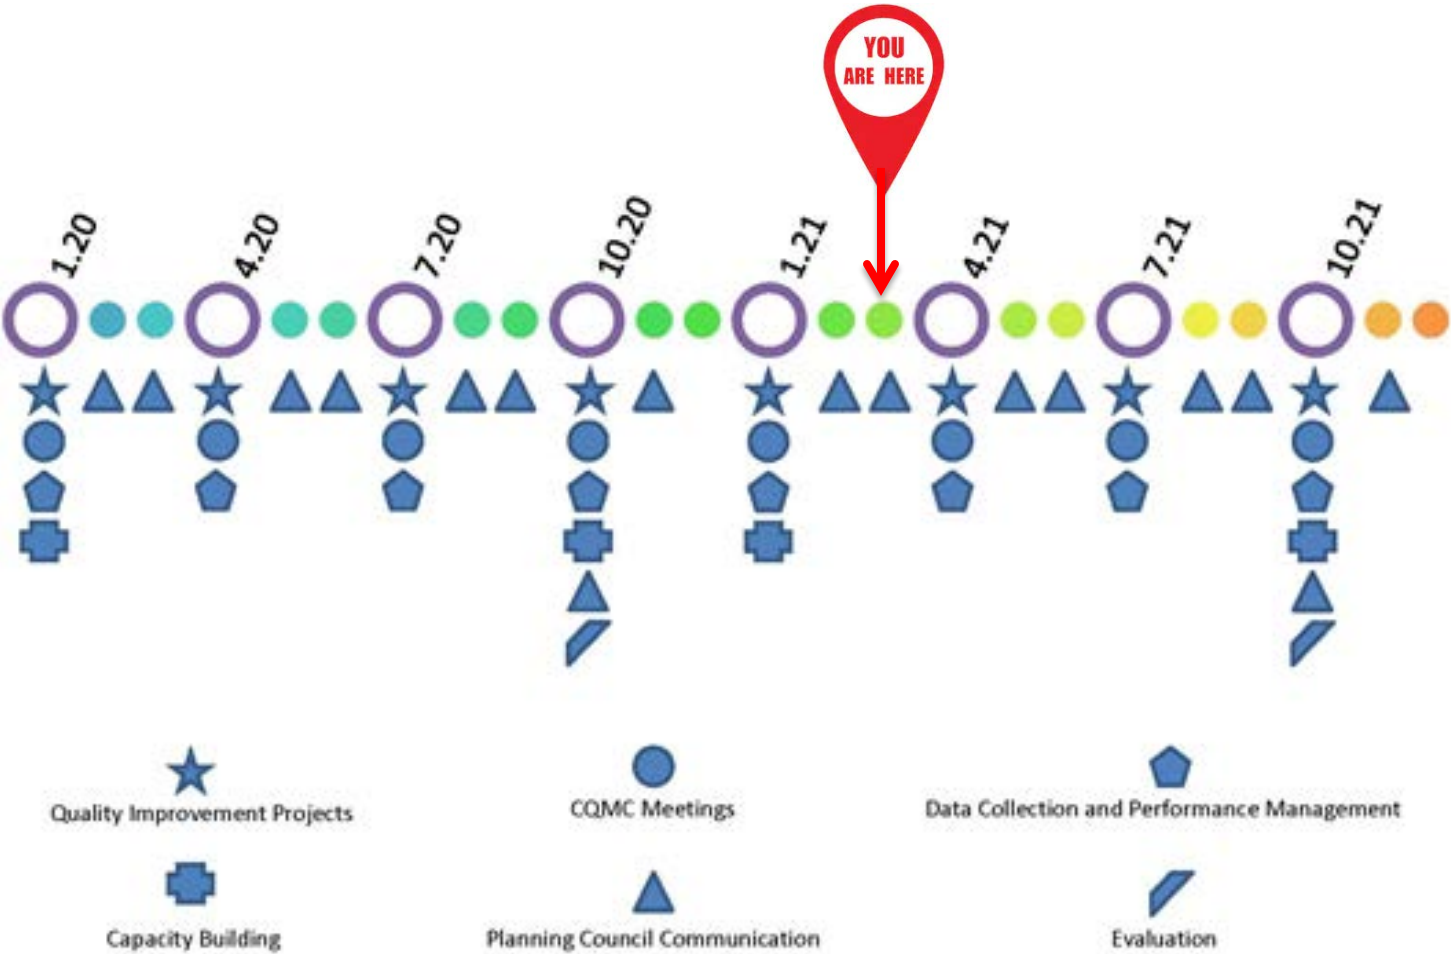 YOU
ARE HERE
1.20
4.20
7.20
10.20
1.21
4.21
7.21
10.21
Quality Improvement Projects
CQMC Meetings
Data Collection and Performance Management
Capacity Building
Planning Council Communication
Evaluation